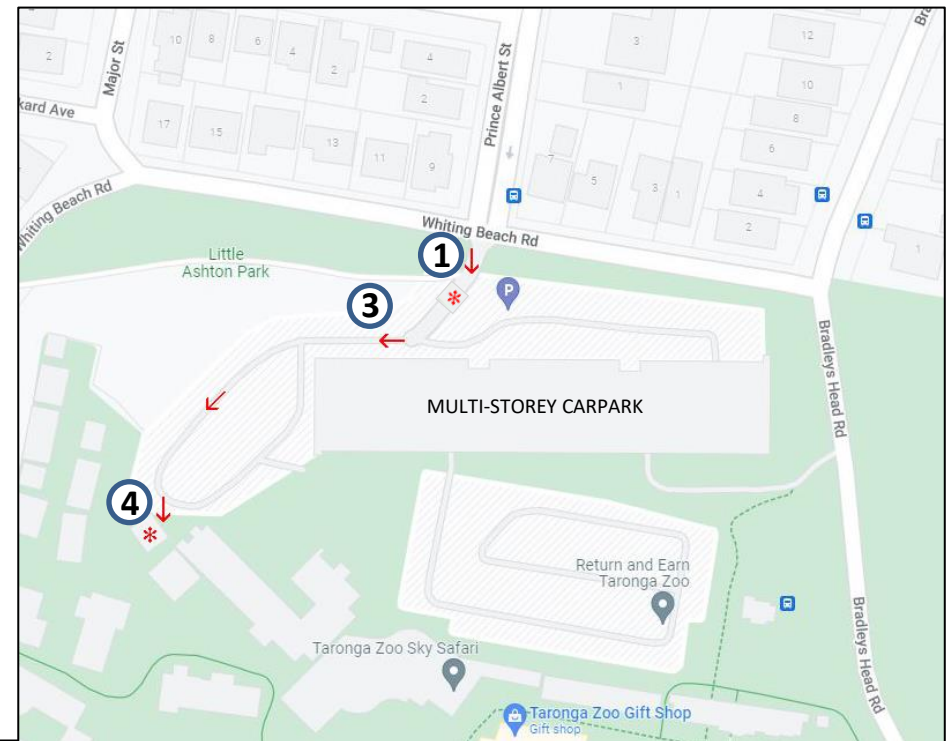 2
10
8
6
4
2
4
3
12
Major St
Prince Albert St
2
1
10
kard Ave
17
15
13
11
9
7
5
3
1
8
6
4
2
1
Whiting Beach Rd
Whiting Beach Rd
Little
Ashton Park
1
*
P
3
Bradleys Head Rd
MULTI-STOREY CARPARK
4
*
Return and Earn
Taronga Zoo
Bradleys Head Rd
Taronga Zoo Sky Safari
Taronga Zoo Gift Shop
Gift shop